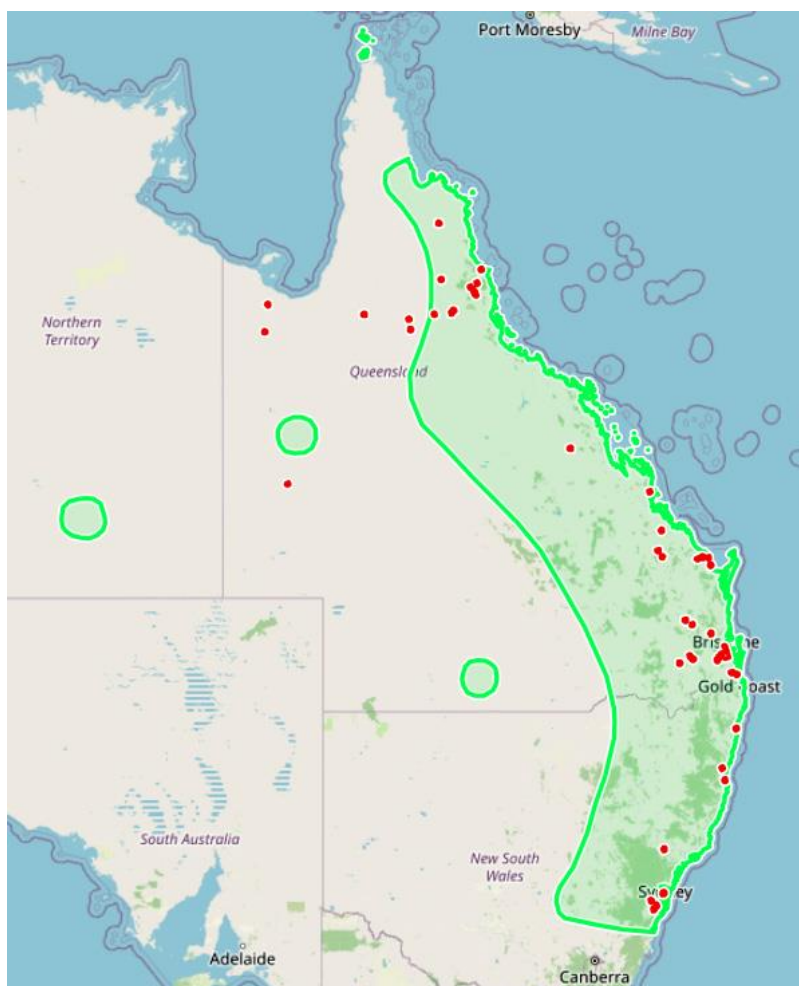 Port Moresby
Milne Bay
Northern
Territory
Queensland
Brisbane
Gold Coast
South Australia
New South
Wales
Sydney
Adelaide
Canberra